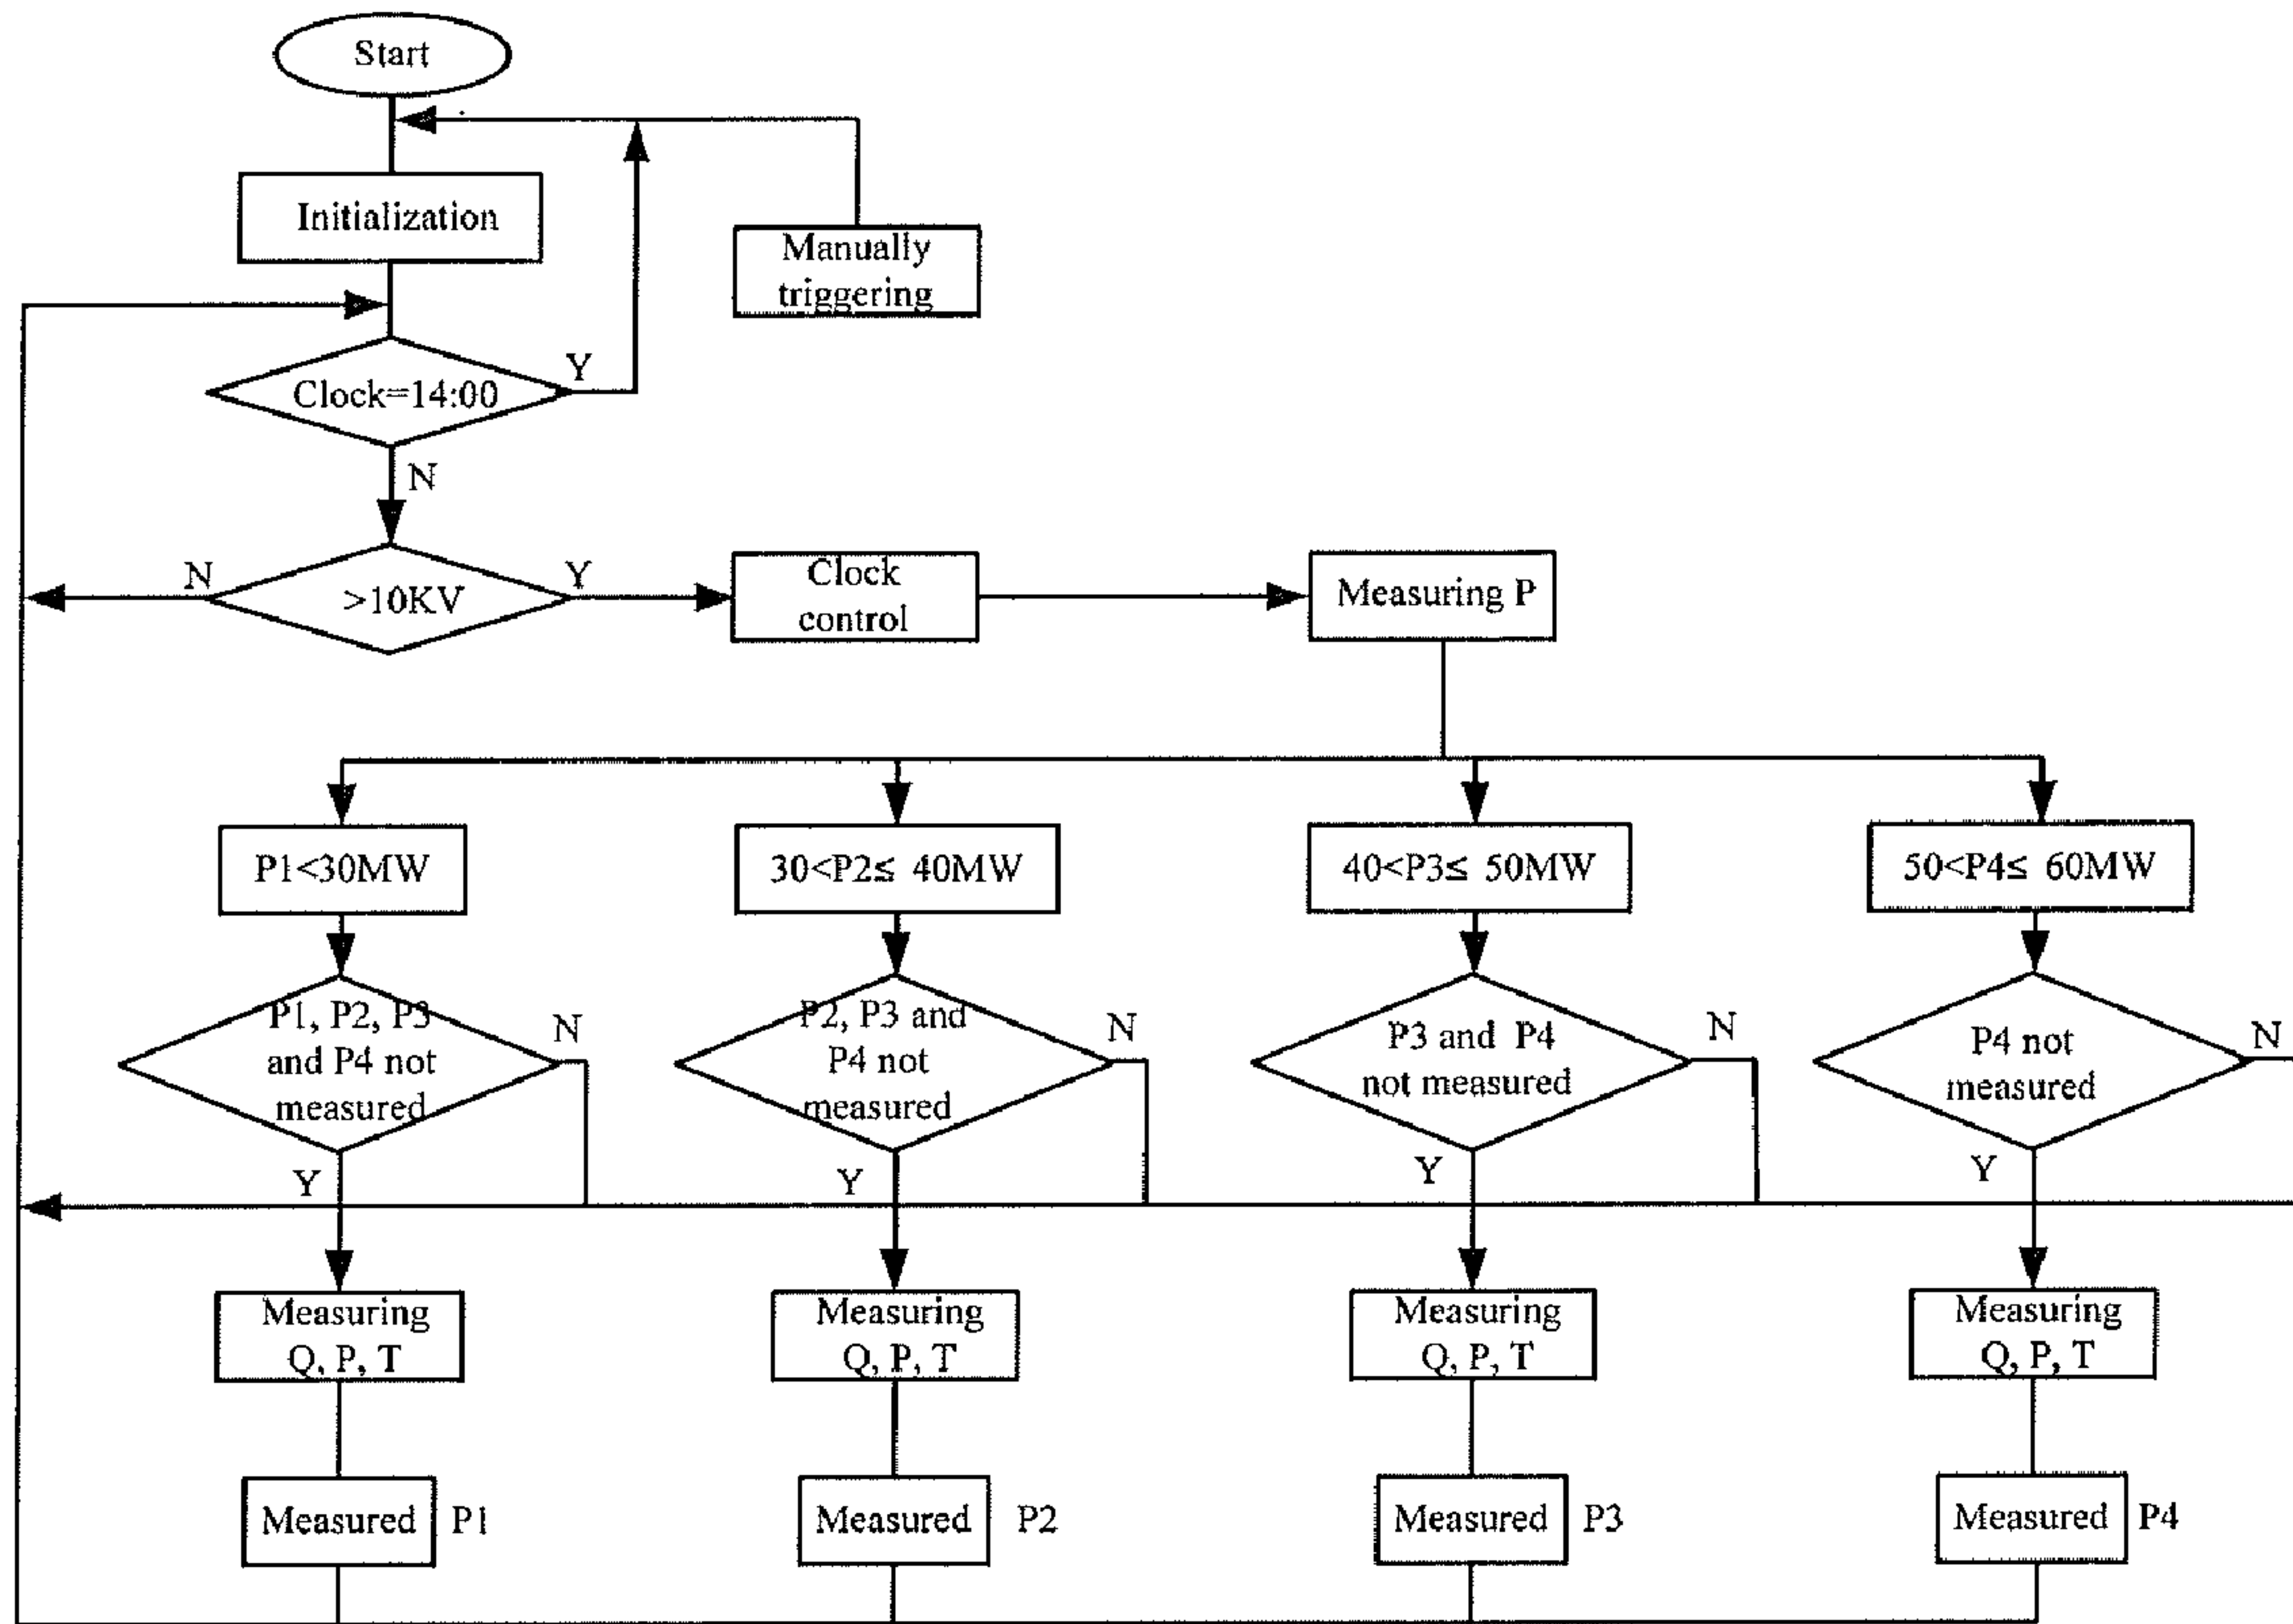 Start
Initialization
Manually
triggering
Y
Clock=14:00
N
N
>10KV
Y
Clock
control
Measuring P
P1<30MW
30<P2≤ 40MW
40<P3≤ 50MW
50<P4≤ 60MW
P1, P2, P3
and P4 not
measured
N
P2, P3 and
P4 not
measured
N
P3 and P4
not measured
N
P4 not
measured
N
Y
Y
Y
Y
Measuring
Q, P, T
Measuring
Q, P, T
Measuring
Q, P, T
Measuring
Q, P, T
Measured
P1
Measured
P2
Measured
P3
Measured
P4